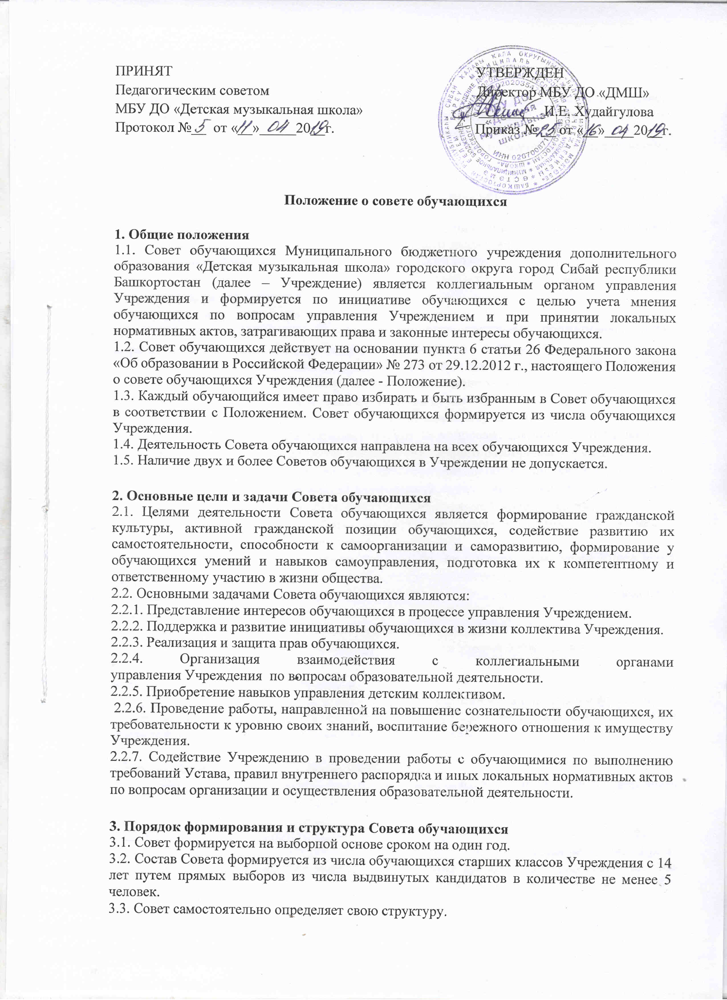 ПРИНЯТ
Педагогическим советом
МБУ ДО «Детская музыкальная школа»
Протокол № 5 от «11» 04 2019 г.
УТВЕРЖДЕН
Директор МБУ ДО «ДМШ»
И.Е. Худайгулова
Приказ № 25 от «16» 04 2019 г.
МБУ ДО
«Детская
музыкальная
школа»
Положение о совете обучающихся
1. Общие положения
1.1. Совет обучающихся Муниципального бюджетного учреждения дополнительного
образования «Детская музыкальная школа» городского округа город Сибай республики
Башкортостан (далее – Учреждение) является коллегиальным органом управления
Учреждения и формируется по инициативе обучающихся с целью учета мнения
обучающихся по вопросам управления Учреждением и при принятии локальных
нормативных актов, затрагивающих права и законные интересы обучающихся.
1.2. Совет обучающихся действует на основании пункта 6 статьи 26 Федерального закона
«Об образовании в Российской Федерации» № 273 от 29.12.2012 г., настоящего Положения
о совете обучающихся Учреждения (далее - Положение).
1.3. Каждый обучающийся имеет право избирать и быть избранным в Совет обучающихся
в соответствии с Положением. Совет обучающихся формируется из числа обучающихся
Учреждения.
1.4. Деятельность Совета обучающихся направлена на всех обучающихся Учреждения.
1.5. Наличие двух и более Советов обучающихся в Учреждении не допускается.
2. Основные цели и задачи Совета обучающихся
2.1. Целями деятельности Совета обучающихся является формирование гражданской
культуры, активной гражданской позиции обучающихся, содействие развитию их
самостоятельности, способности к самоорганизации и саморазвитию, формирование у
обучающихся умений и навыков самоуправления, подготовка их к компетентному и
ответственному участию в жизни общества.
2.2. Основными задачами Совета обучающихся являются:
2.2.1. Представление интересов обучающихся в процессе управления Учреждением.
2.2.2. Поддержка и развитие инициативы обучающихся в жизни коллектива Учреждения.
2.2.3. Реализация и защита прав обучающихся.
2.2.4. Организация взаимодействия с коллегиальными органами
управления Учреждения по вопросам образовательной деятельности.
2.2.5. Приобретение навыков управления детским коллективом.
2.2.6. Проведение работы, направленной на повышение сознательности обучающихся, их
требовательности к уровню своих знаний, воспитание бережного отношения к имуществу
Учреждения.
2.2.7. Содействие Учреждению в проведении работы с обучающимися по выполнению
требований Устава, правил внутреннего распорядка и иных локальных нормативных актов
по вопросам организации и осуществления образовательной деятельности.
3. Порядок формирования и структура Совета обучающихся
3.1. Совет формируется на выборной основе сроком на один год.
3.2. Состав Совета формируется из числа обучающихся старших классов Учреждения с 14
лет путем прямых выборов из числа выдвинутых кандидатов в количестве не менее 5
человек.
3.3. Совет самостоятельно определяет свою структуру.